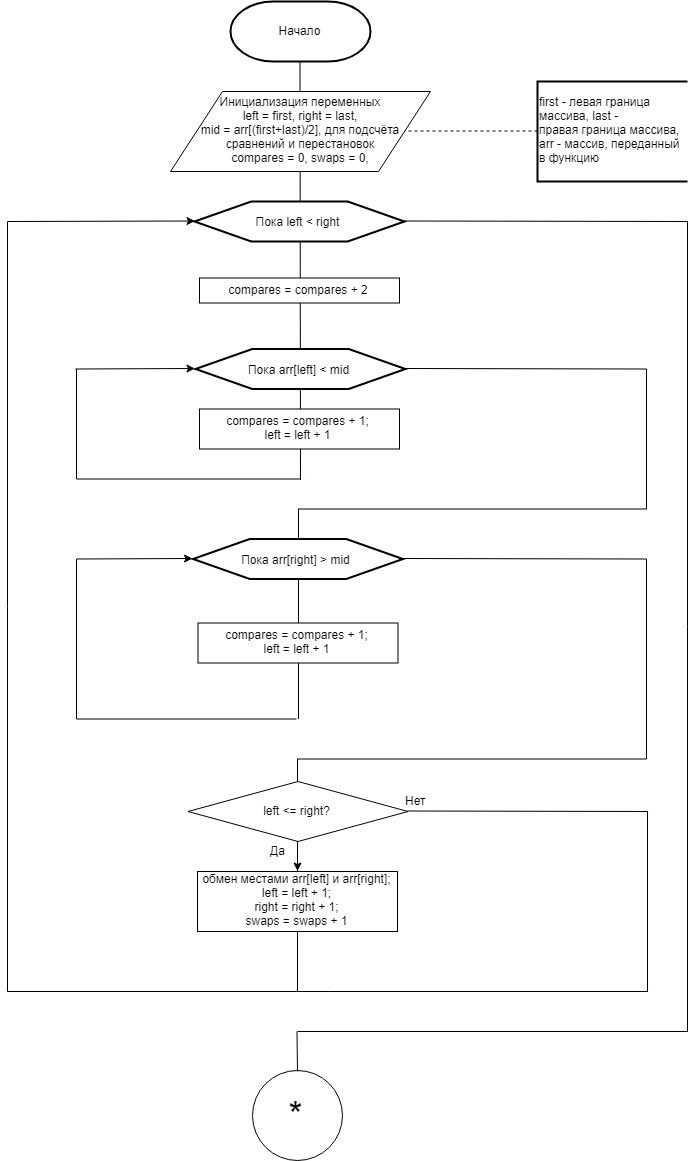 Начало
Инициализация переменных
left = first, right = last,
mid = arr[(first+last)/2], для подсчёта
сравнений и перестановок
compares = 0, swaps = 0,
first - левая граница
массива, last -
правая граница массива,
arr - массив, переданный
в функцию
Пока left < right
compares = compares + 2
Пока arr[left] < mid
compares = compares + 1;
left = left + 1
Пока arr[right] > mid
compares = compares + 1;
left = left + 1
left <= right?
Нет
Да
обмен местами arr[left] и arr[right];
left = left + 1;
right = right + 1;
swaps = swaps + 1
*